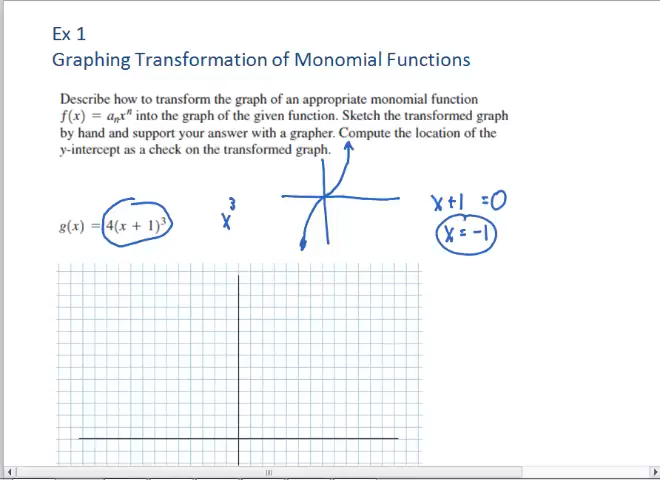 Ex 1
Graphing Transformation of Monomial Functions
Describe how to transform the graph of an appropriate monomial function
f(x) = aₙxⁿ into the graph of the given function. Sketch the transformed graph
by hand and support your answer with a grapher. Compute the location of the
y-intercept as a check on the transformed graph.
g(x) = 4(x + 1)³
x³
x+1 =0
x = -1